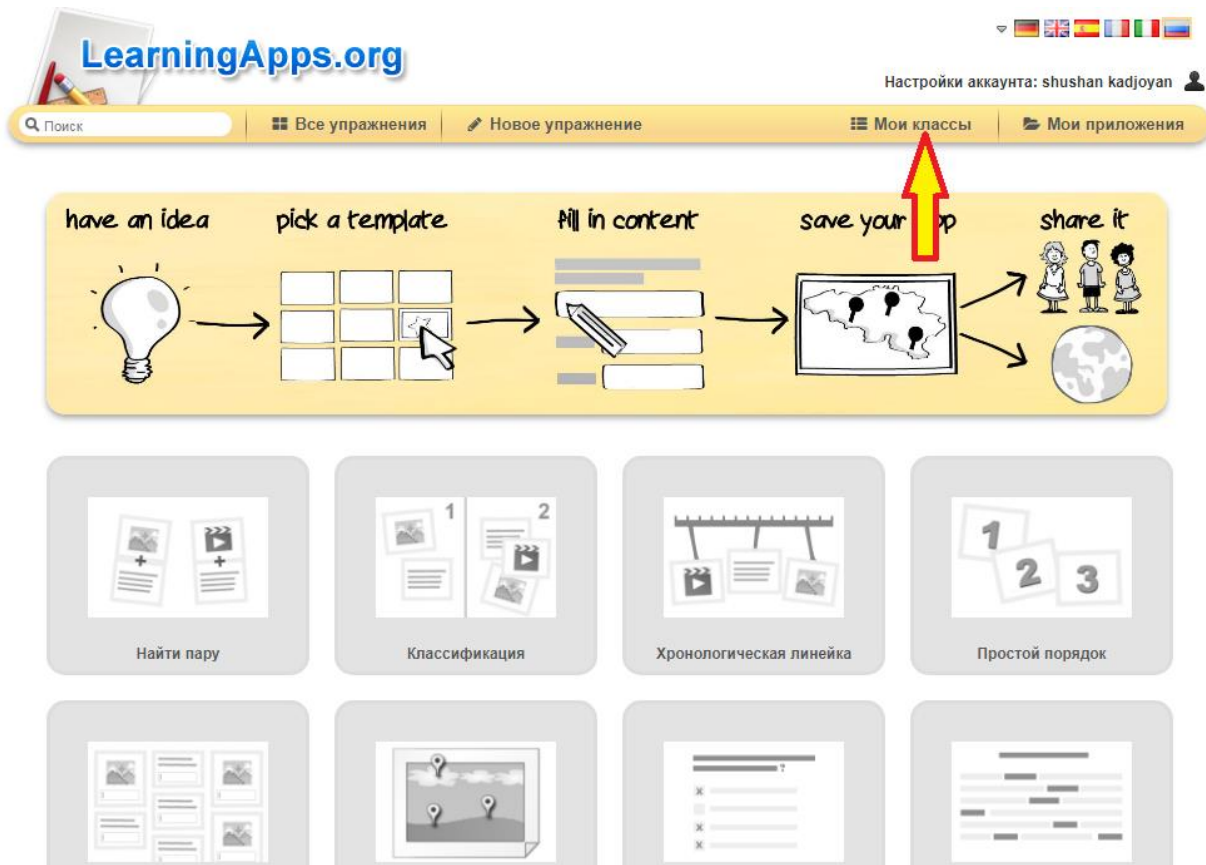 LearningApps.org
Настройки аккаунта: shushan kadjoyan
Поиск
Все упражнения
Новое упражнение
Мои классы
Мои приложения
have an idea
pick a template
fill in content
save your
share it
1 2
1
2
3
Найти пару
Классификация
Хронологическая линейка
Простой порядок
?